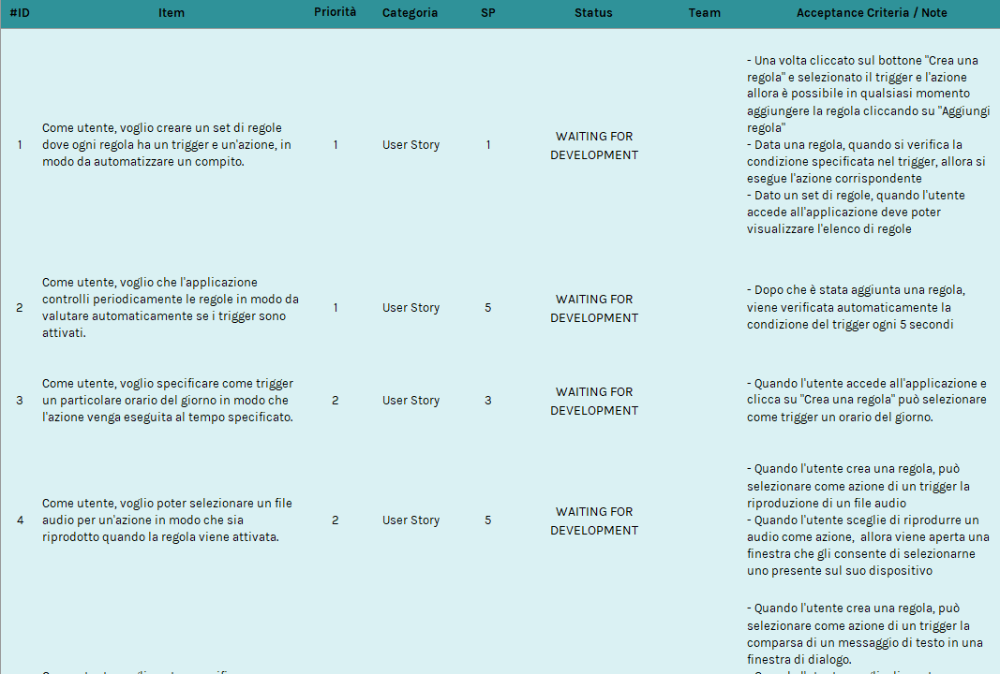 #ID Item Priorità Categoria SP Status Team Acceptance Criteria / Note
1
Come utente, voglio creare un set di regole
dove ogni regola ha un trigger e un'azione, in
modo da automatizzare un compito.
1
User Story
1
WAITING FOR
DEVELOPMENT
- Una volta cliccato sul bottone "Crea una
regola" e selezionato il trigger e l'azione
allora è possibile in qualsiasi momento
aggiungere la regola cliccando su "Aggiungi
regola"
- Data una regola, quando si verifica la
condizione specificata nel trigger, allora si
esegue l'azione corrispondente
- Dato un set di regole, quando l'utente
accede all'applicazione deve poter
visualizzare l'elenco di regole
2
Come utente, voglio che l'applicazione
controlli periodicamente le regole in modo da
valutare automaticamente se i trigger sono
attivati.
1
User Story
5
WAITING FOR
DEVELOPMENT
- Dopo che è stata aggiunta una regola,
viene verificata automaticamente la
condizione del trigger ogni 5 secondi
3
Come utente, voglio specificare come trigger
un particolare orario del giorno in modo che
l'azione venga eseguita al tempo specificato.
2
User Story
3
WAITING FOR
DEVELOPMENT
- Quando l'utente accede all'applicazione e
clicca su "Crea una regola" può selezionare
come trigger un orario del giorno.
4
Come utente, voglio poter selezionare un file
audio per un'azione in modo che sia
riprodotto quando la regola viene attivata.
2
User Story
5
WAITING FOR
DEVELOPMENT
- Quando l'utente crea una regola, può
selezionare come azione di un trigger la
riproduzione di un file audio
- Quando l'utente sceglie di riprodurre un
audio come azione, allora viene aperta una
finestra che gli consente di selezionarne
uno presente sul suo dispositivo
- Quando l'utente crea una regola, può
selezionare come azione di un trigger la
comparsa di un messaggio di testo in una
finestra di dialogo.